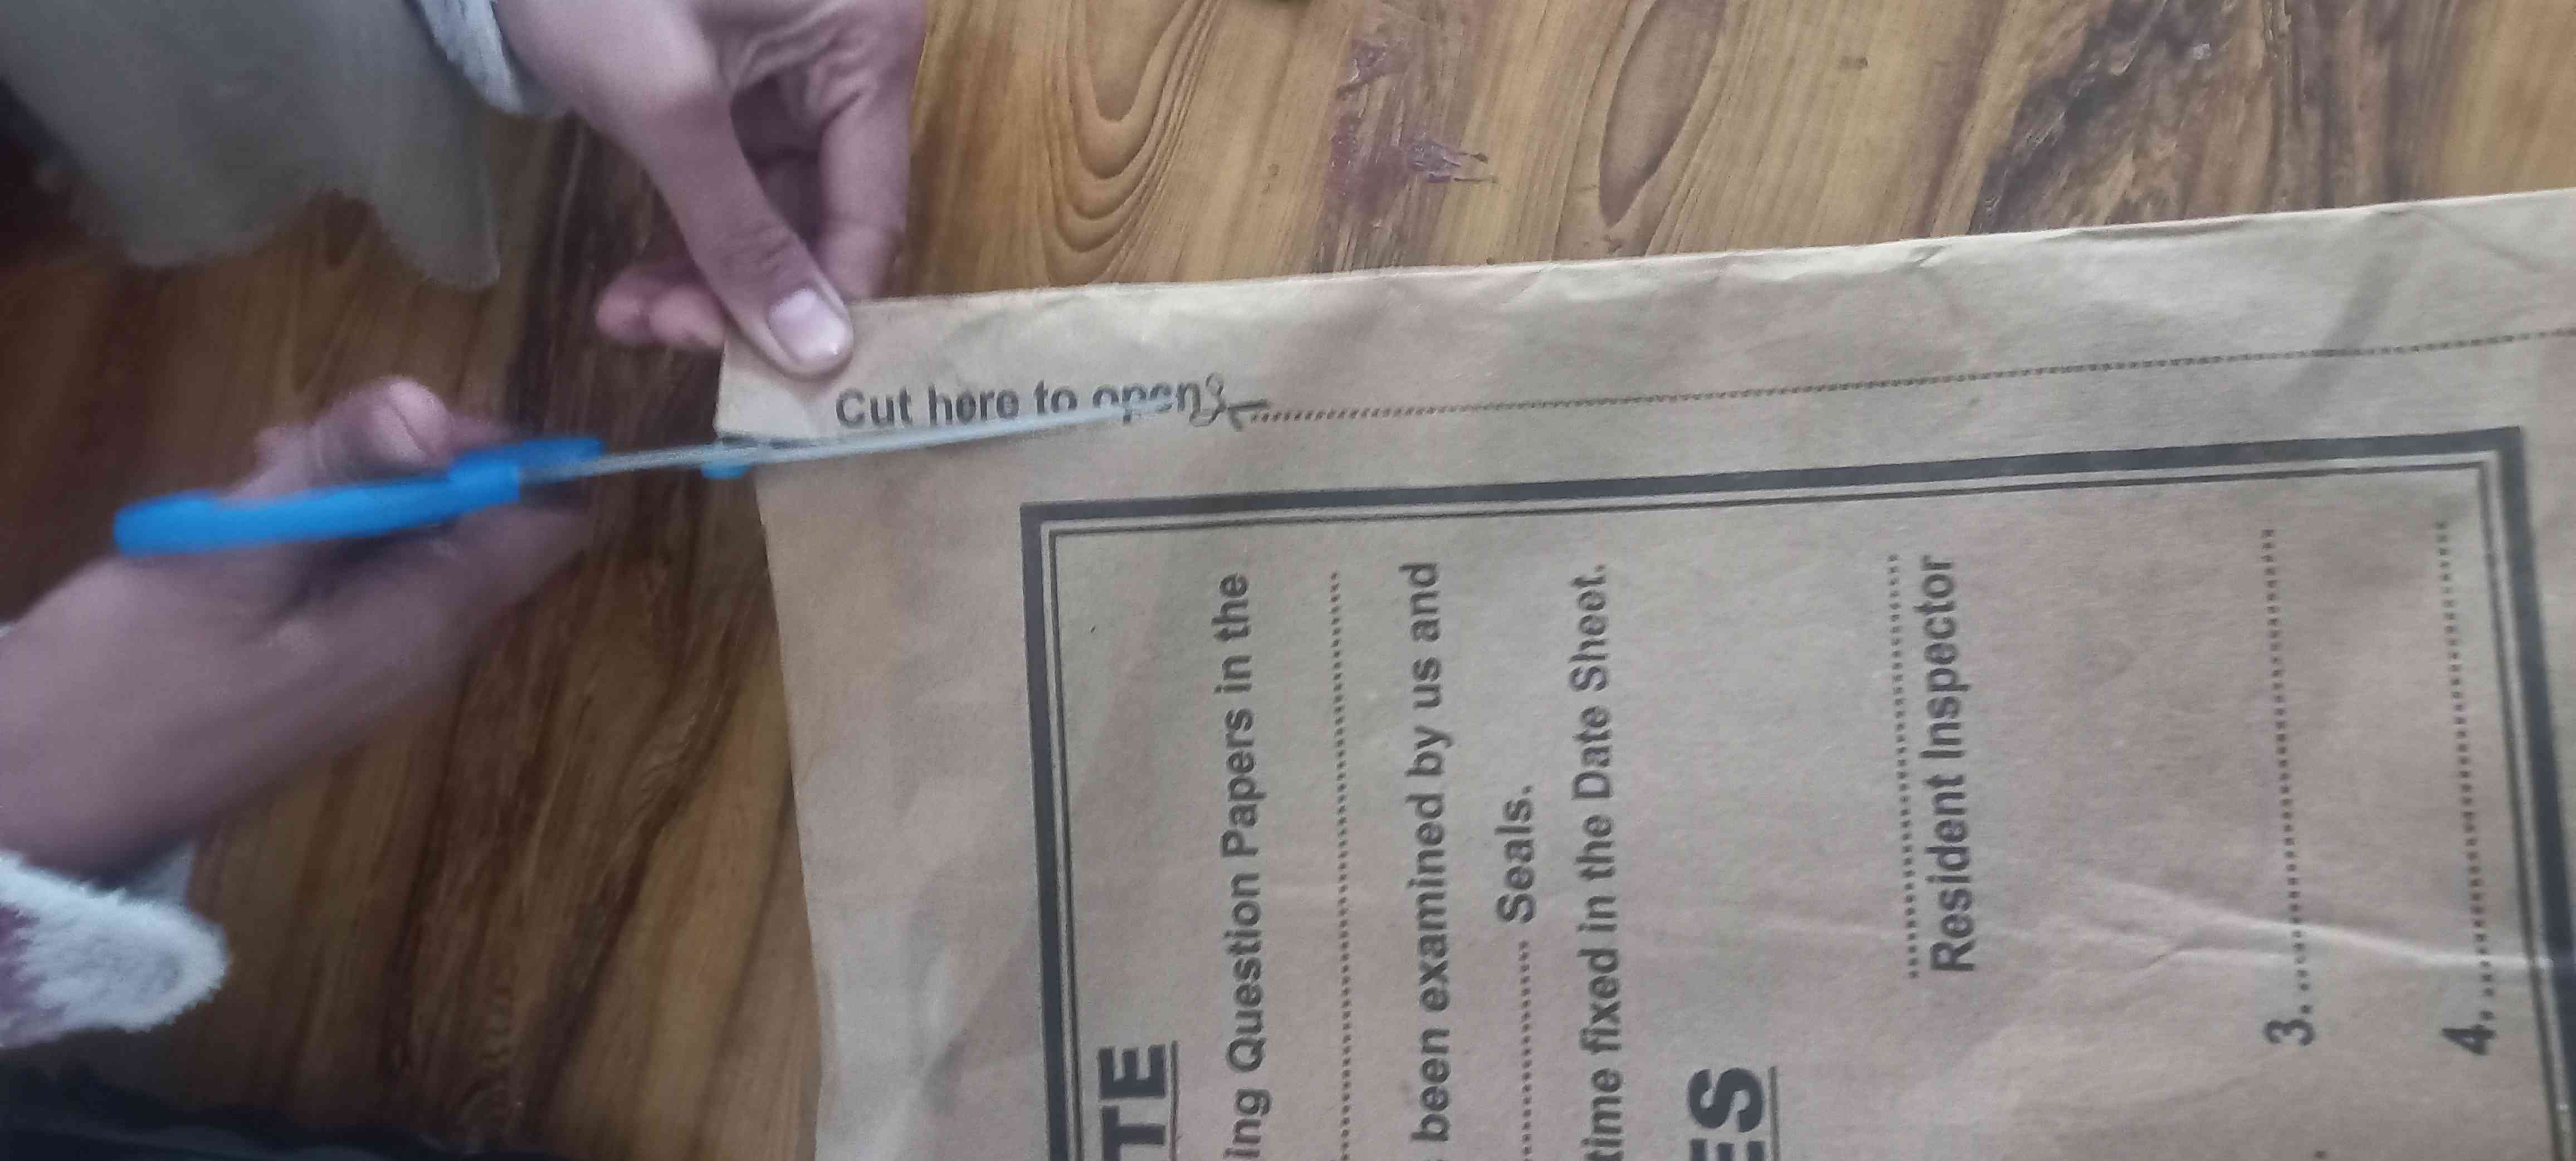 Cut here to open
TE
ing Question Papers in the
been examined by us and
Seals.
time fixed in the Date Sheet.
Resident Inspector
ES
3.
4.